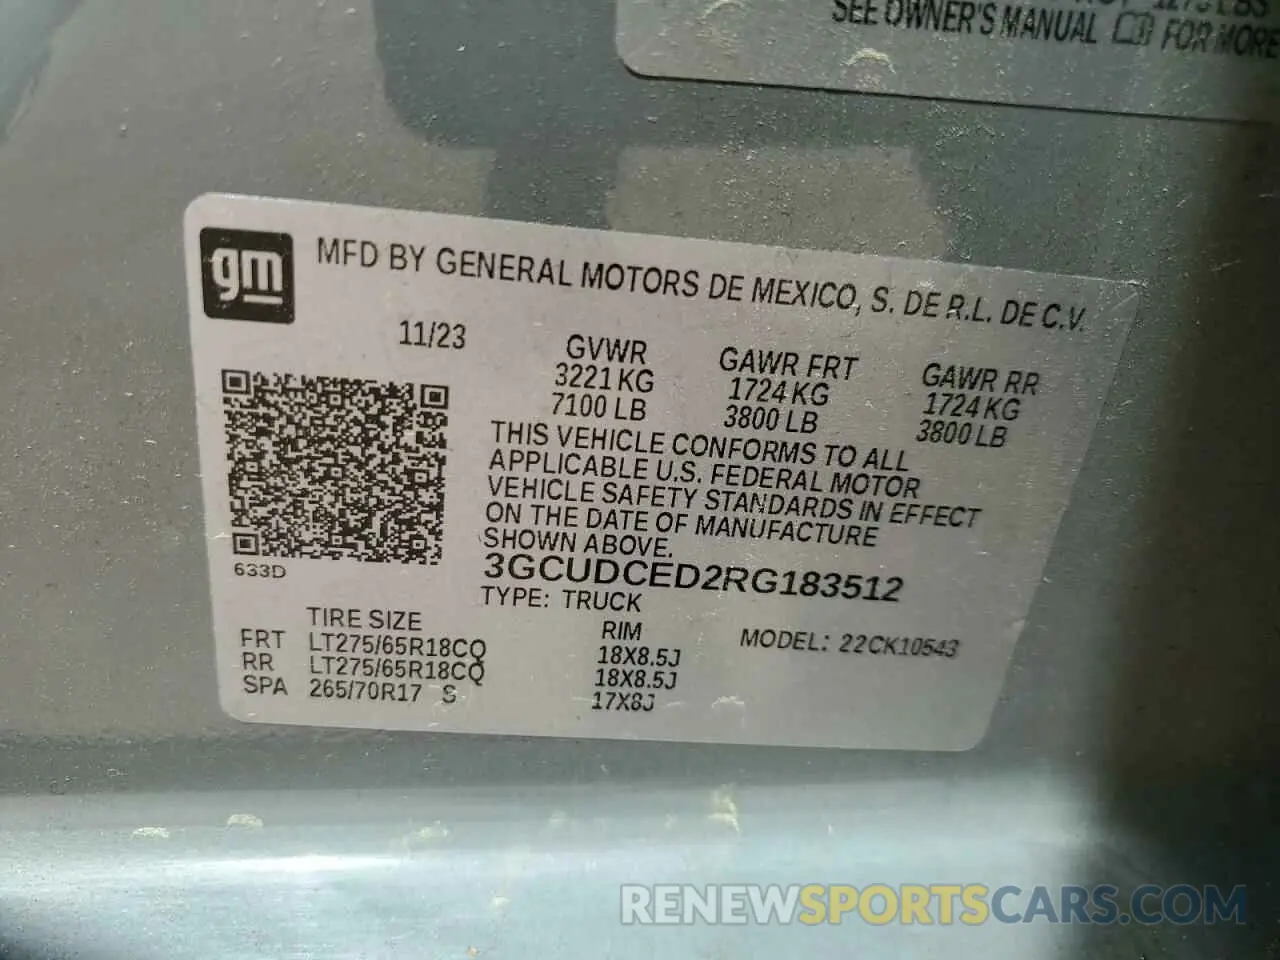 SEE OWNER'S MANUAL FOR MORE
gm
MFD BY GENERAL MOTORS DE MEXICO, S. DE R.L. DE C.V.
11/23
GVWR GAWR FRT GAWR RR
3221 KG 1724 KG 1724 KG
7100 LB 3800 LB 3800 LB
THIS VEHICLE CONFORMS TO ALL
APPLICABLE U.S. FEDERAL MOTOR
VEHICLE SAFETY STANDARDS IN EFFECT
ON THE DATE OF MANUFACTURE
SHOWN ABOVE.
633D
3GCUDCED2RG183512
TYPE: TRUCK
TIRE SIZE RIM MODEL: 22CK10543
FRT LT275/65R18CQ 18X8.5J
RR LT275/65R18CQ 18X8.5J
SPA 265/70R17 S 17X8J
RENEWSPORTSCARS.COM